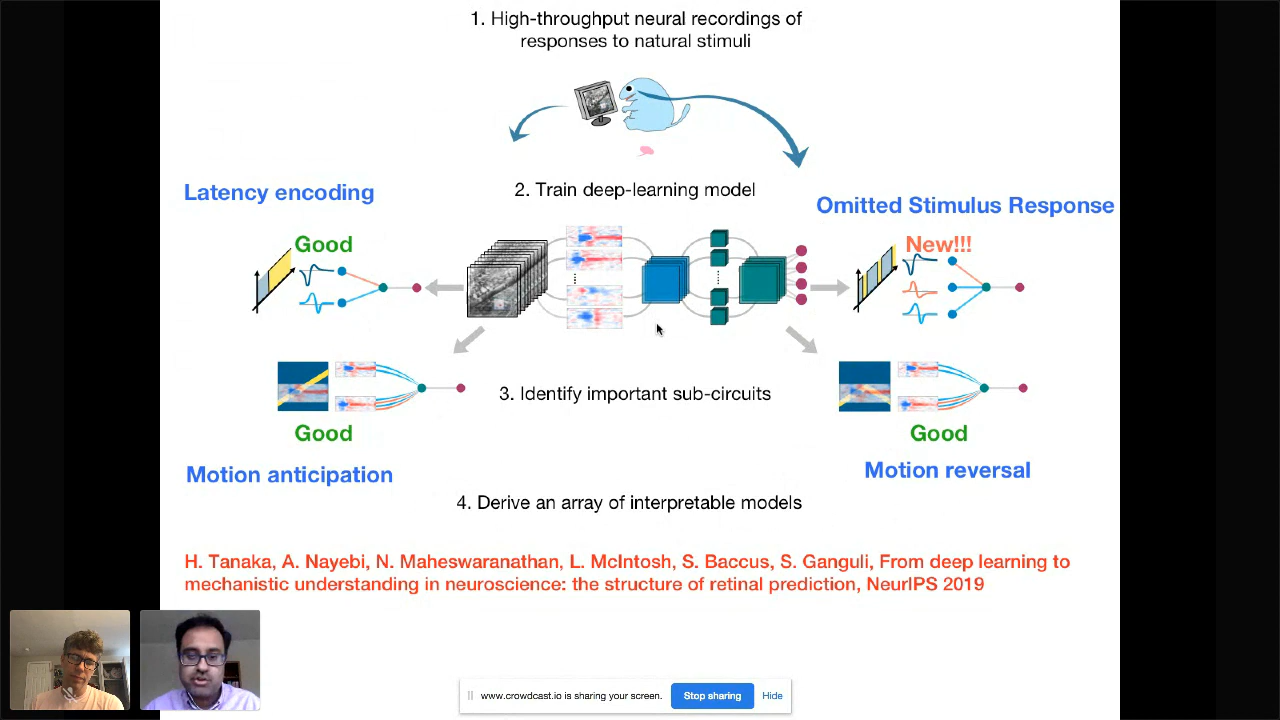 1. High-throughput neural recordings of
responses to natural stimuli
Latency encoding
2. Train deep-learning model
Omitted Stimulus Response
Good
New!!!
3. Identify important sub-circuits
Good
Good
Motion anticipation
Motion reversal
4. Derive an array of interpretable models
H. Tanaka, A. Nayebi, N. Maheswaranathan, L. McIntosh, S. Baccus, S. Ganguli, From deep learning to
mechanistic understanding in neuroscience: the structure of retinal prediction, NeurIPS 2019
www.crowdcast.io is sharing your screen.
Stop sharing
Hide